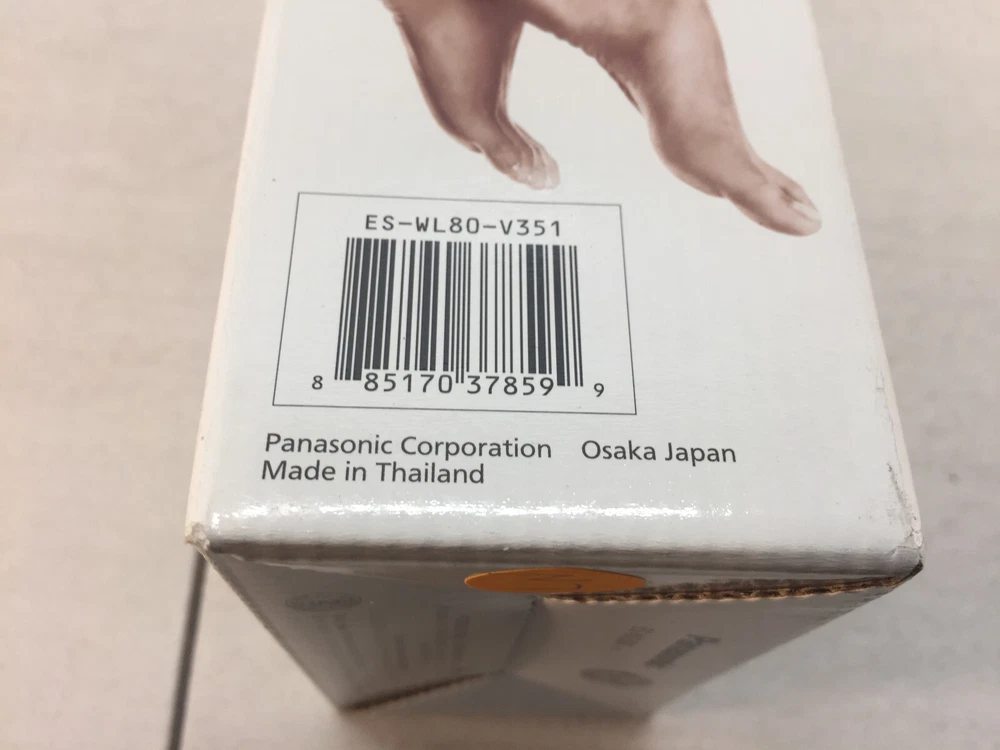 ES-WL80-V351
8 85170 37859 9
Panasonic Corporation Osaka Japan
Made in Thailand